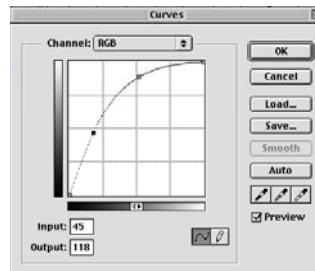 Curves
Channel: RGB
OK
Cancel
Load...
Save...
Smooth
Auto
Preview
Input: 45
Output: 118